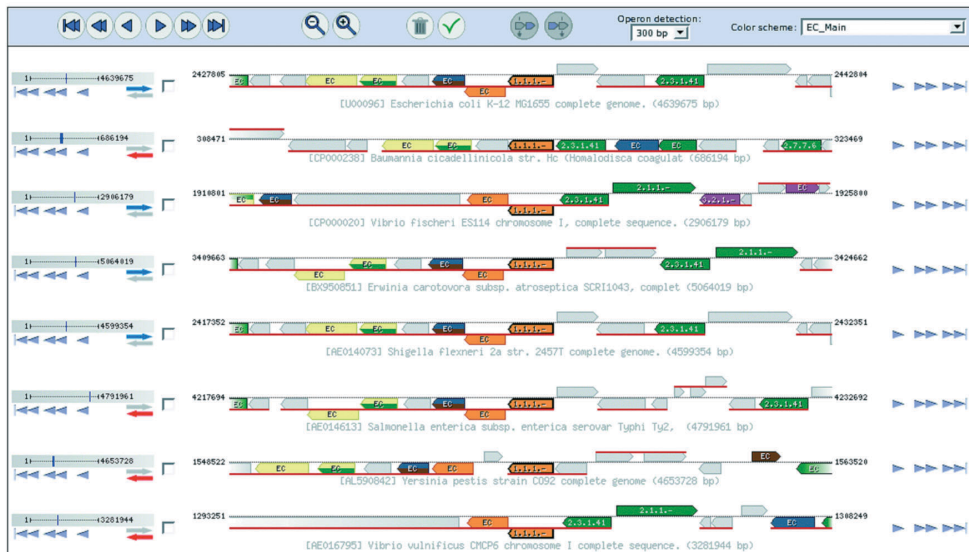 Operon detection:
300 bp
Color scheme: EC_Main
1 4639675
2427805 EC EC EC EC 1.1.1.- 2.3.1.41 2442804
EC
[U00096] Escherichia coli K-12 MG1655 complete genome. (4639675 bp)
1 686194
308471 EC EC 1.1.1.- 2.3.1.41 EC EC 2.7.7.6 323469
[CP000238] Baumannia cicadellinicola str. Hc (Homalodisca coagulat (686194 bp)
2.1.1.-
1 2906179
1910801 EC EC EC 2.3.1.41 3.2.1.- EC 1925800
1.1.1.-
[CP000020] Vibrio fischeri ES114 chromosome I, complete sequence. (2906179 bp)
2.1.1.-
1 5064019
3409663 EC EC 1.1.1.- 2.3.1.41 3424662
EC EC
[BX950851] Erwinia carotovora subsp. atroseptica SCRI1043, complet (5064019 bp)
1 4599354
2417352 EC EC EC EC 1.1.1.- 2.3.1.41 2432351
EC
[AE014073] Shigella flexneri 2a str. 2457T complete genome. (4599354 bp)
1 4791961
4217694 EC EC EC 1.1.1.- 2.3.1.41 4232692
EC EC
[AE014613] Salmonella enterica subsp. enterica serovar Typhi Ty2, (4791961 bp)
EC
1 4653728
1548522 EC EC EC EC 1.1.1.- EC 1563520
[AL590842] Yersinia pestis strain CO92 complete genome (4653728 bp)
2.1.1.-
1 3281944
1293251 EC 1.1.1.- 2.3.1.41 EC 1308249
[AE016795] Vibrio vulnificus CMCP6 chromosome I complete sequence. (3281944 bp)